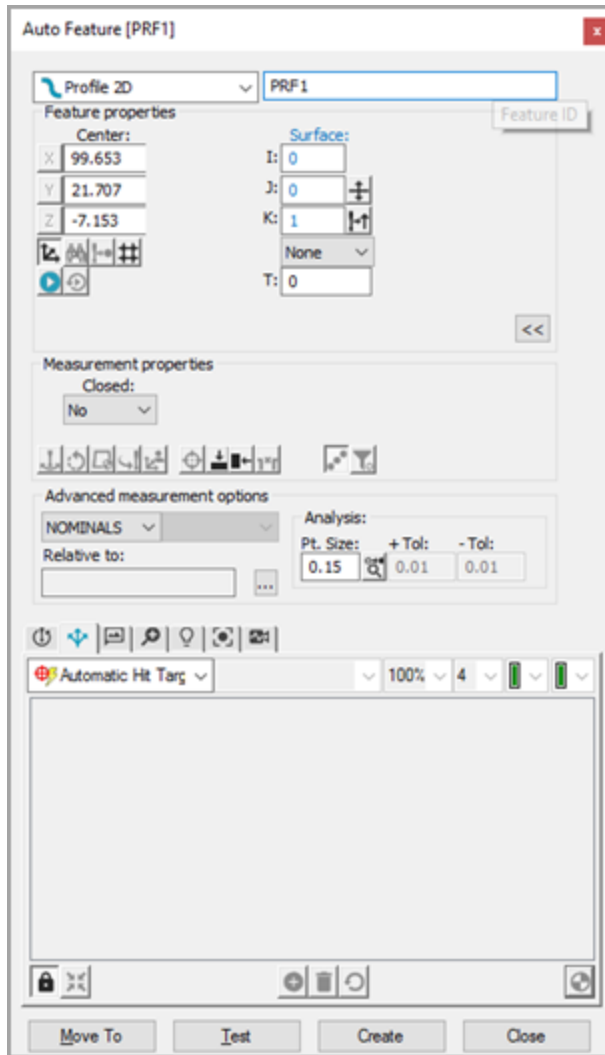 Auto Feature [PRF1]
x
Profile 2D
PRF1
Feature ID
Feature properties
Center:
Surface:
X 99.653
I: 0
Y 21.707
J: 0
Z -7.153
K: 1
None
T: 0
<<
Measurement properties
Closed:
No
Advanced measurement options
NOMINALS
Analysis:
Relative to:
Pt. Size: + Tol: - Tol:
0.15 0.01 0.01
...
Automatic Hit Targ
100% 4
Move To Test Create Close